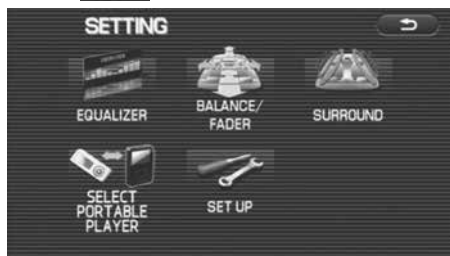 SETTING
EQUALIZER
BALANCE/
FADER
SURROUND
SELECT
PORTABLE
PLAYER
SET UP